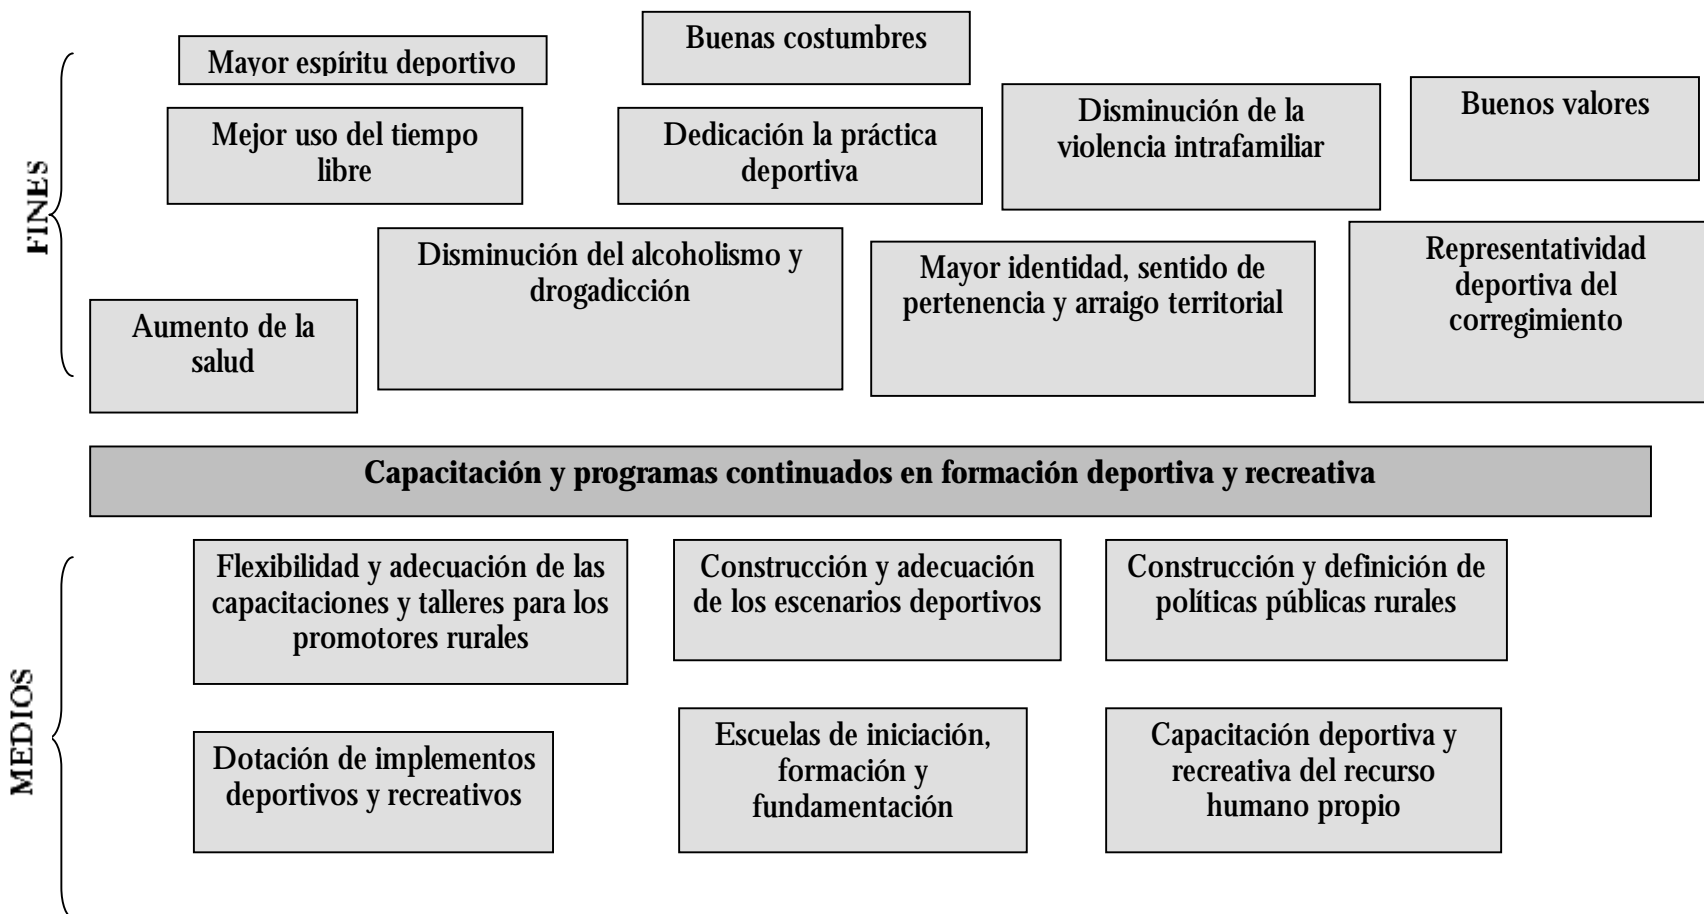 FINES
Mayor espíritu deportivo
Buenas costumbres
Mejor uso del tiempo
libre
Dedicación la práctica
deportiva
Disminución de la
violencia intrafamiliar
Buenos valores
Aumento de la
salud
Disminución del alcoholismo y
drogadicción
Mayor identidad, sentido de
pertenencia y arraigo territorial
Representatividad
deportiva del
corregimiento
Capacitación y programas continuados en formación deportiva y recreativa
MEDIOS
Flexibilidad y adecuación de las
capacitaciones y talleres para los
promotores rurales
Construcción y adecuación
de los escenarios deportivos
Construcción y definición de
políticas públicas rurales
Dotación de implementos
deportivos y recreativos
Escuelas de iniciación,
formación y
fundamentación
Capacitación deportiva y
recreativa del recurso
humano propio